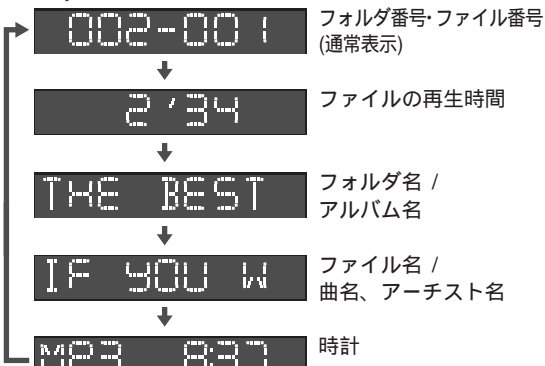 002-001
フォルダ番号･ファイル番号
(通常表示)
2'34
ファイルの再生時間
THE BEST
フォルダ名 /
アルバム名
IF YOU W
ファイル名 /
曲名、アーチスト名
MP3 8:37
時計